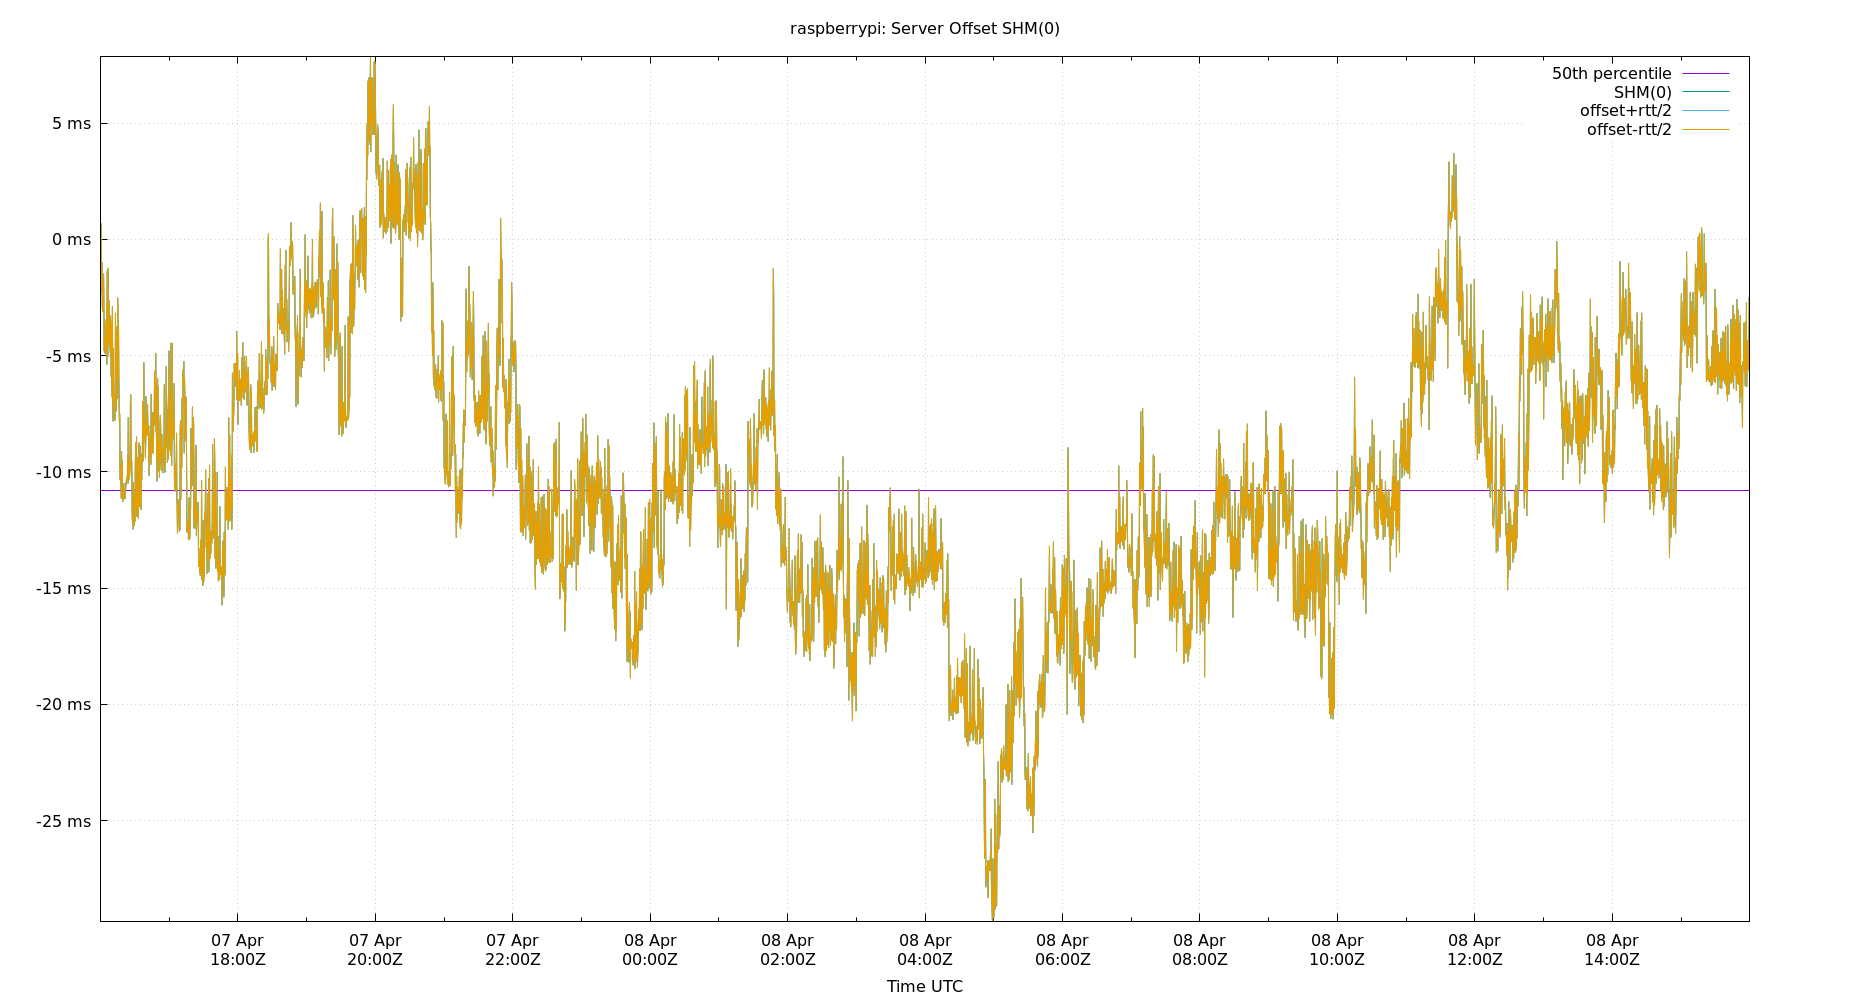 raspberrypi: Server Offset SHM(0)
50th percentile
SHM(0)
offset+rtt/2
offset-rtt/2
5 ms
0 ms
-5 ms
-10 ms
-15 ms
-20 ms
-25 ms
07 Apr 07 Apr 07 Apr 08 Apr 08 Apr 08 Apr 08 Apr 08 Apr 08 Apr 08 Apr 08 Apr
18:00Z 20:00Z 22:00Z 00:00Z 02:00Z 04:00Z 06:00Z 08:00Z 10:00Z 12:00Z 14:00Z
Time UTC